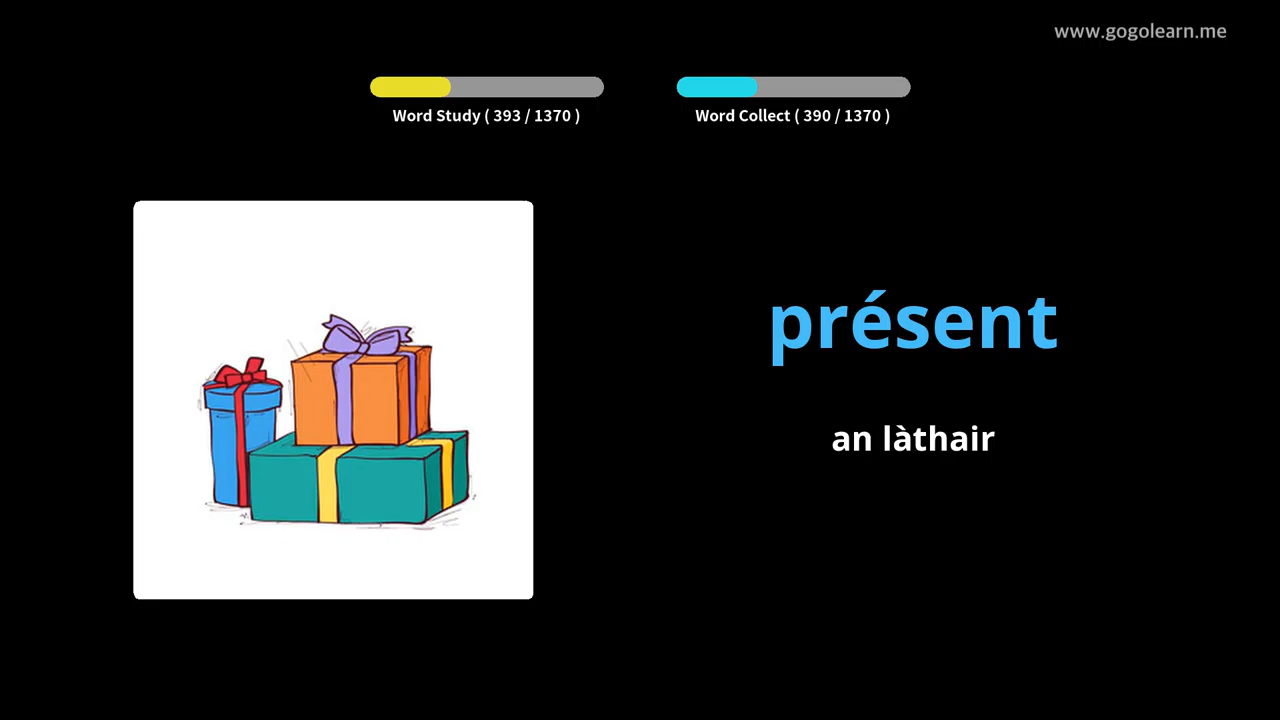 www.gogolearn.me
Word Study ( 393 / 1370 )
Word Collect ( 390 / 1370 )
présent
an làthair